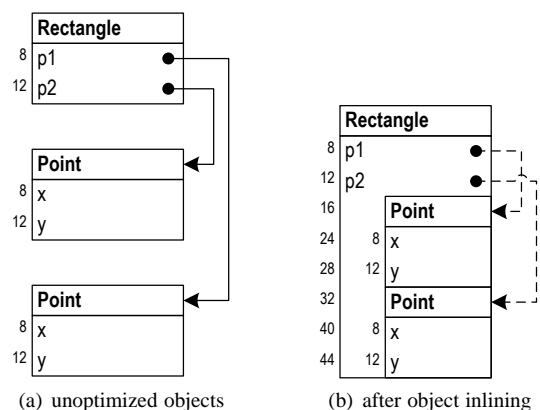 Rectangle
8 p1
12 p2
Point
8 x
12 y
Point
8 x
12 y
(a) unoptimized objects
Rectangle
8 p1
12 p2
16 Point
24 8 x
28 12 y
32 Point
40 8 x
44 12 y
(b) after object inlining